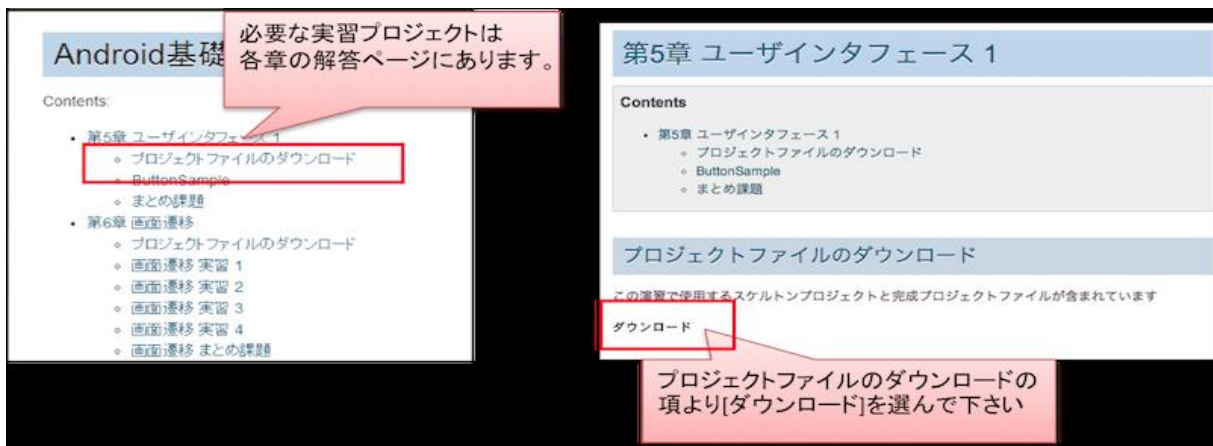 Android基礎
必要な実習プロジェクトは
各章の解答ページにあります。
Contents:
第5章 ユーザインタフェース 1
プロジェクトファイルのダウンロード
ButtonSample
まとめ課題
第6章 画面遷移
プロジェクトファイルのダウンロード
画面遷移 実習 1
画面遷移 実習 2
画面遷移 実習 3
画面遷移 実習 4
画面遷移 まとめ課題
第5章 ユーザインタフェース 1
Contents
第5章 ユーザインタフェース 1
プロジェクトファイルのダウンロード
ButtonSample
まとめ課題
プロジェクトファイルのダウンロード
この演習で使用するスケルトンプロジェクトと完成プロジェクトファイルが含まれています
ダウンロード
プロジェクトファイルのダウンロードの
項より[ダウンロード]を選んで下さい